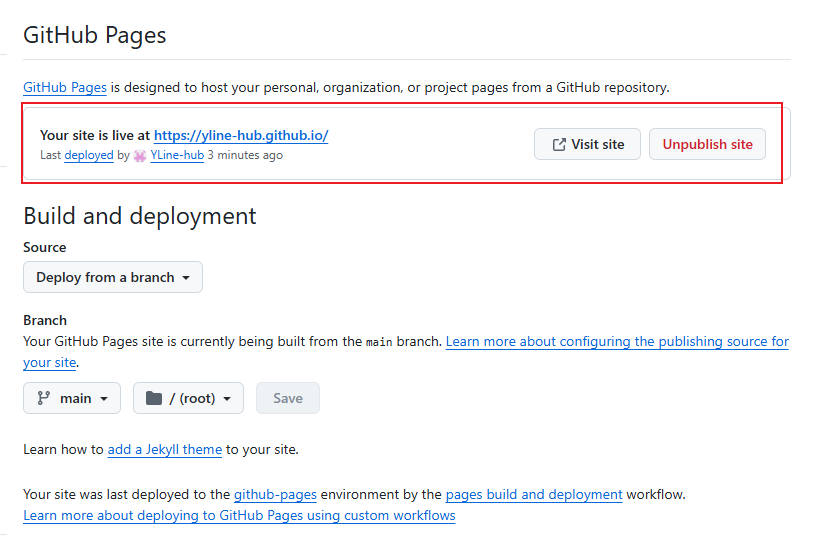 GitHub Pages
GitHub Pages is designed to host your personal, organization, or project pages from a GitHub repository.
Your site is live at https://yline-hub.github.io/
Last deployed by YLine-hub 3 minutes ago
Visit site
Unpublish site
Build and deployment
Source
Deploy from a branch
Branch
Your GitHub Pages site is currently being built from the main branch. Learn more about configuring the publishing source for
your site.
main
/ (root)
Save
Learn how to add a Jekyll theme to your site.
Your site was last deployed to the github-pages environment by the pages build and deployment workflow.
Learn more about deploying to GitHub Pages using custom workflows